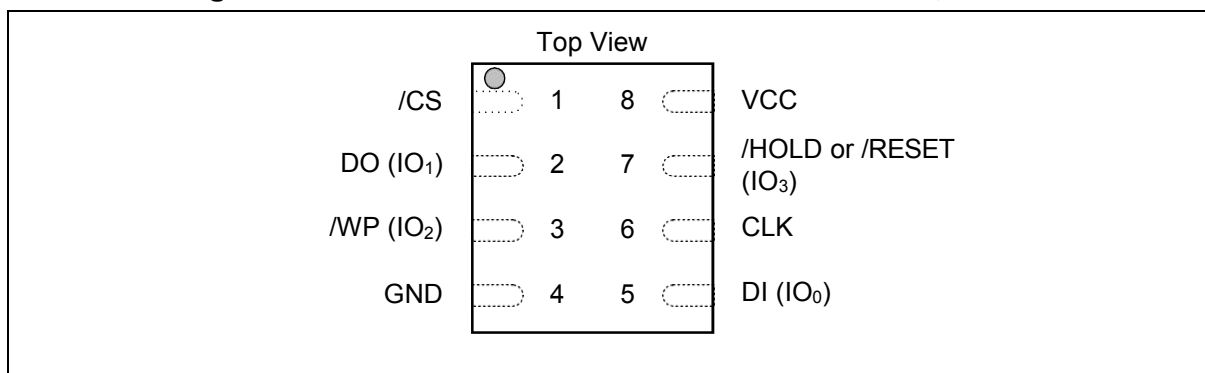 Top View
/CS 1 8 VCC
DO (IO₁) 2 7 /HOLD or /RESET
(IO₃)
/WP (IO₂) 3 6 CLK
GND 4 5 DI (IO₀)